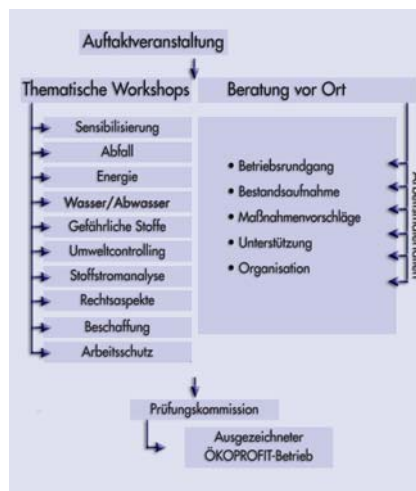 Auftaktveranstaltung
Thematische Workshops
Beratung vor Ort
Sensibilisierung
Abfall
Energie
Wasser/Abwasser
Gefährliche Stoffe
Umweltcontrolling
Stoffstromanalyse
Rechtsaspekte
Beschaffung
Arbeitsschutz
• Betriebsrundgang
• Bestandsaufnahme
• Maßnahmenvorschläge
• Unterstützung
• Organisation
Prüfungskommission
Ausgezeichneter
ÖKOPROFIT-Betrieb